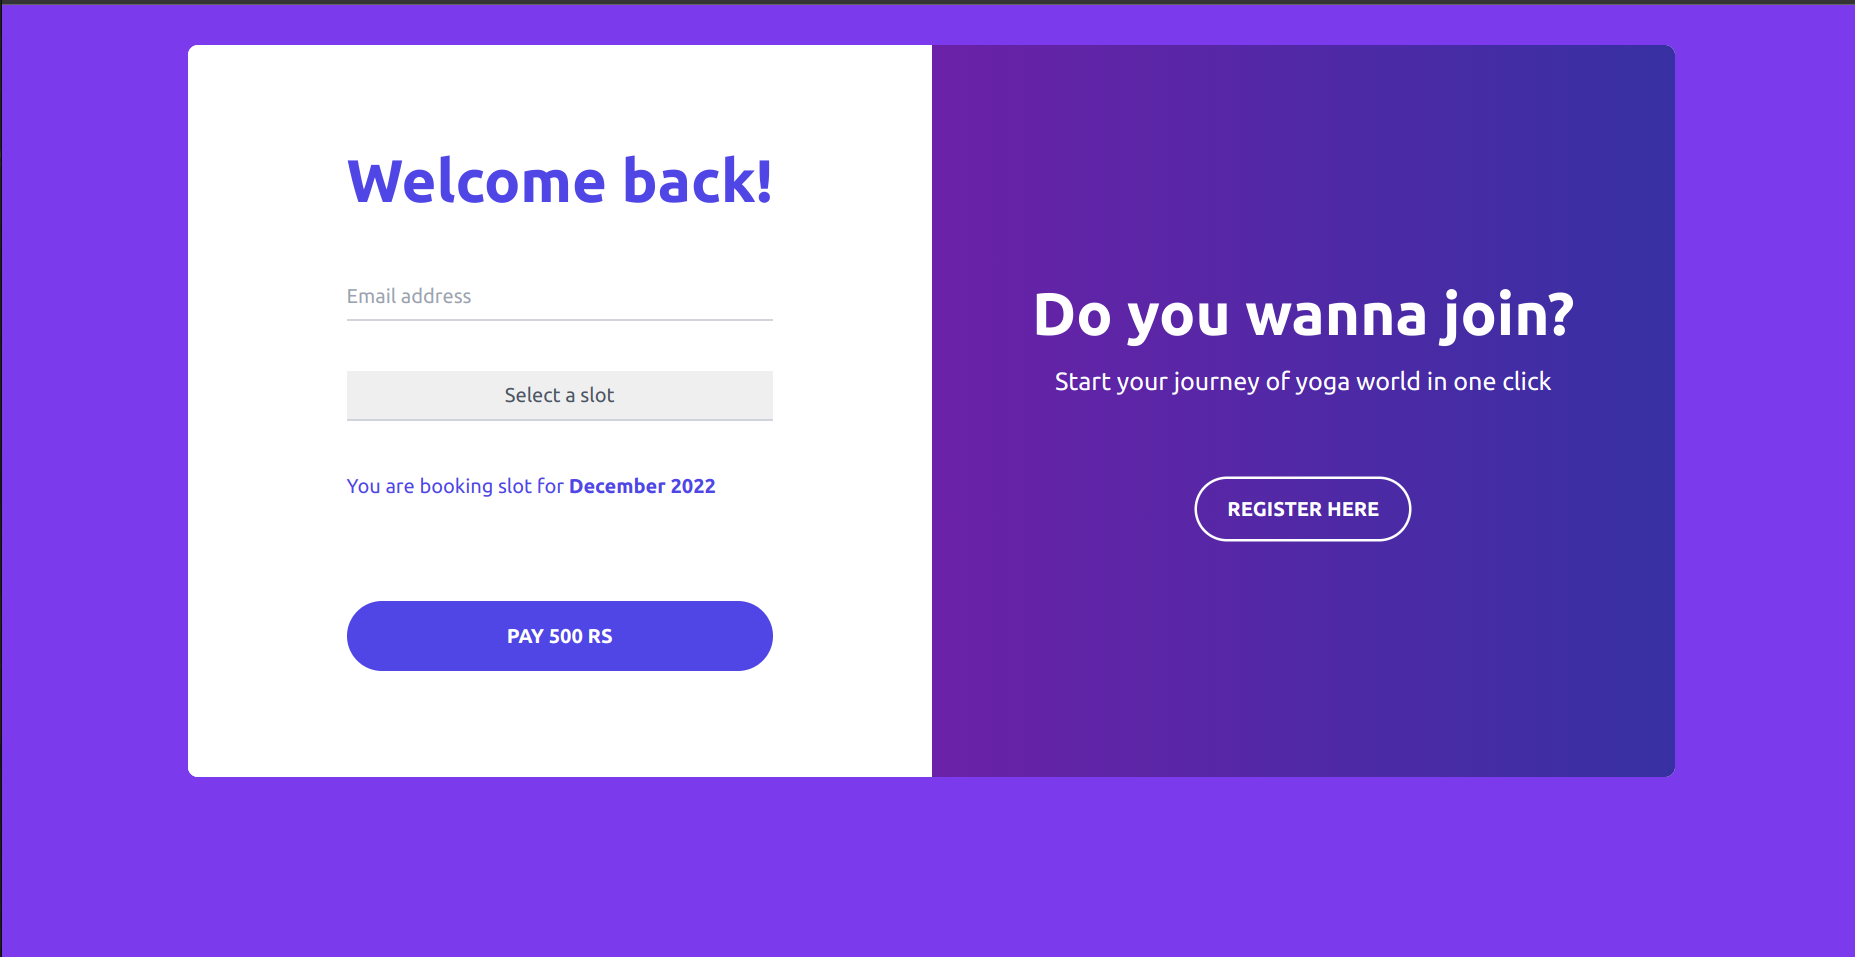 Welcome back!
Email address
Select a slot
You are booking slot for December 2022
PAY 500 RS
Do you wanna join?
Start your journey of yoga world in one click
REGISTER HERE